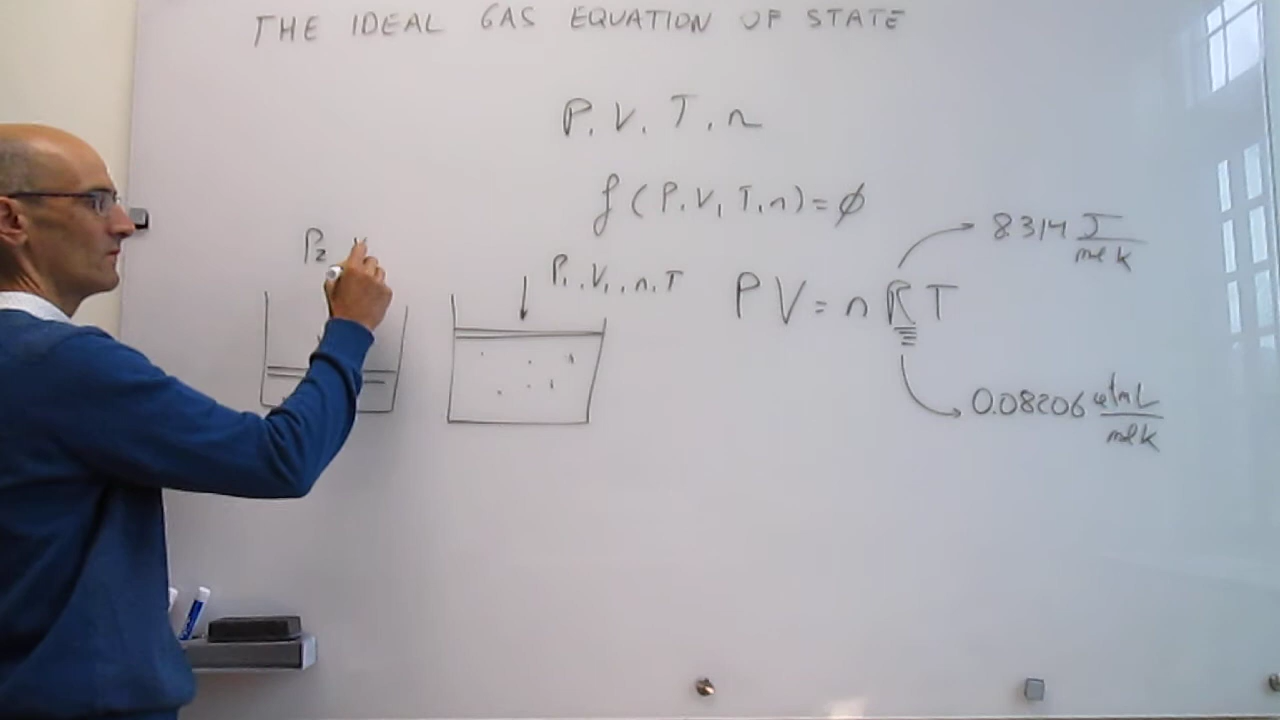 THE IDEAL GAS EQUATION OF STATE
P, V, T, n
f (P, V, T, n) = ϕ
P₂ V
P₁, V₁, n, T
PV = nRT
8.314 J/mol K
0.08206 atm L/mol K